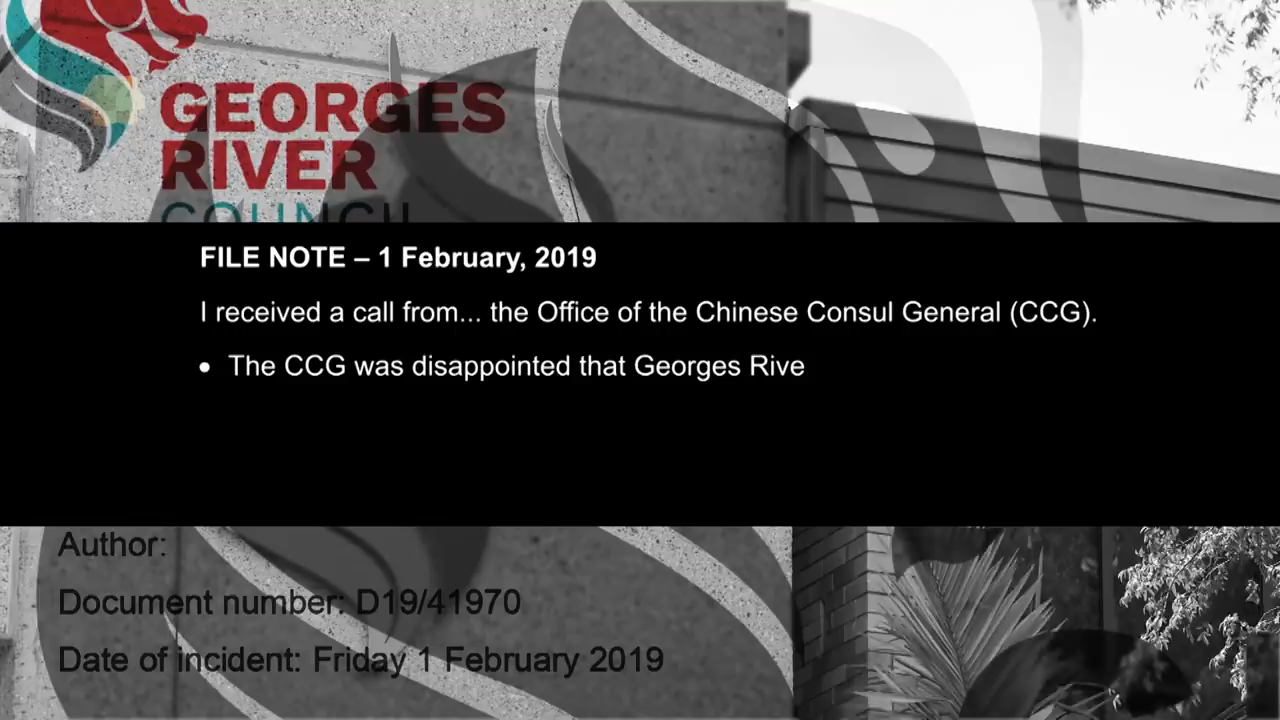 GEORGES
RIVER
COUNCIL
FILE NOTE – 1 February, 2019
I received a call from... the Office of the Chinese Consul General (CCG).
• The CCG was disappointed that Georges Rive
Author:
Document number: D19/41970
Date of incident: Friday 1 February 2019